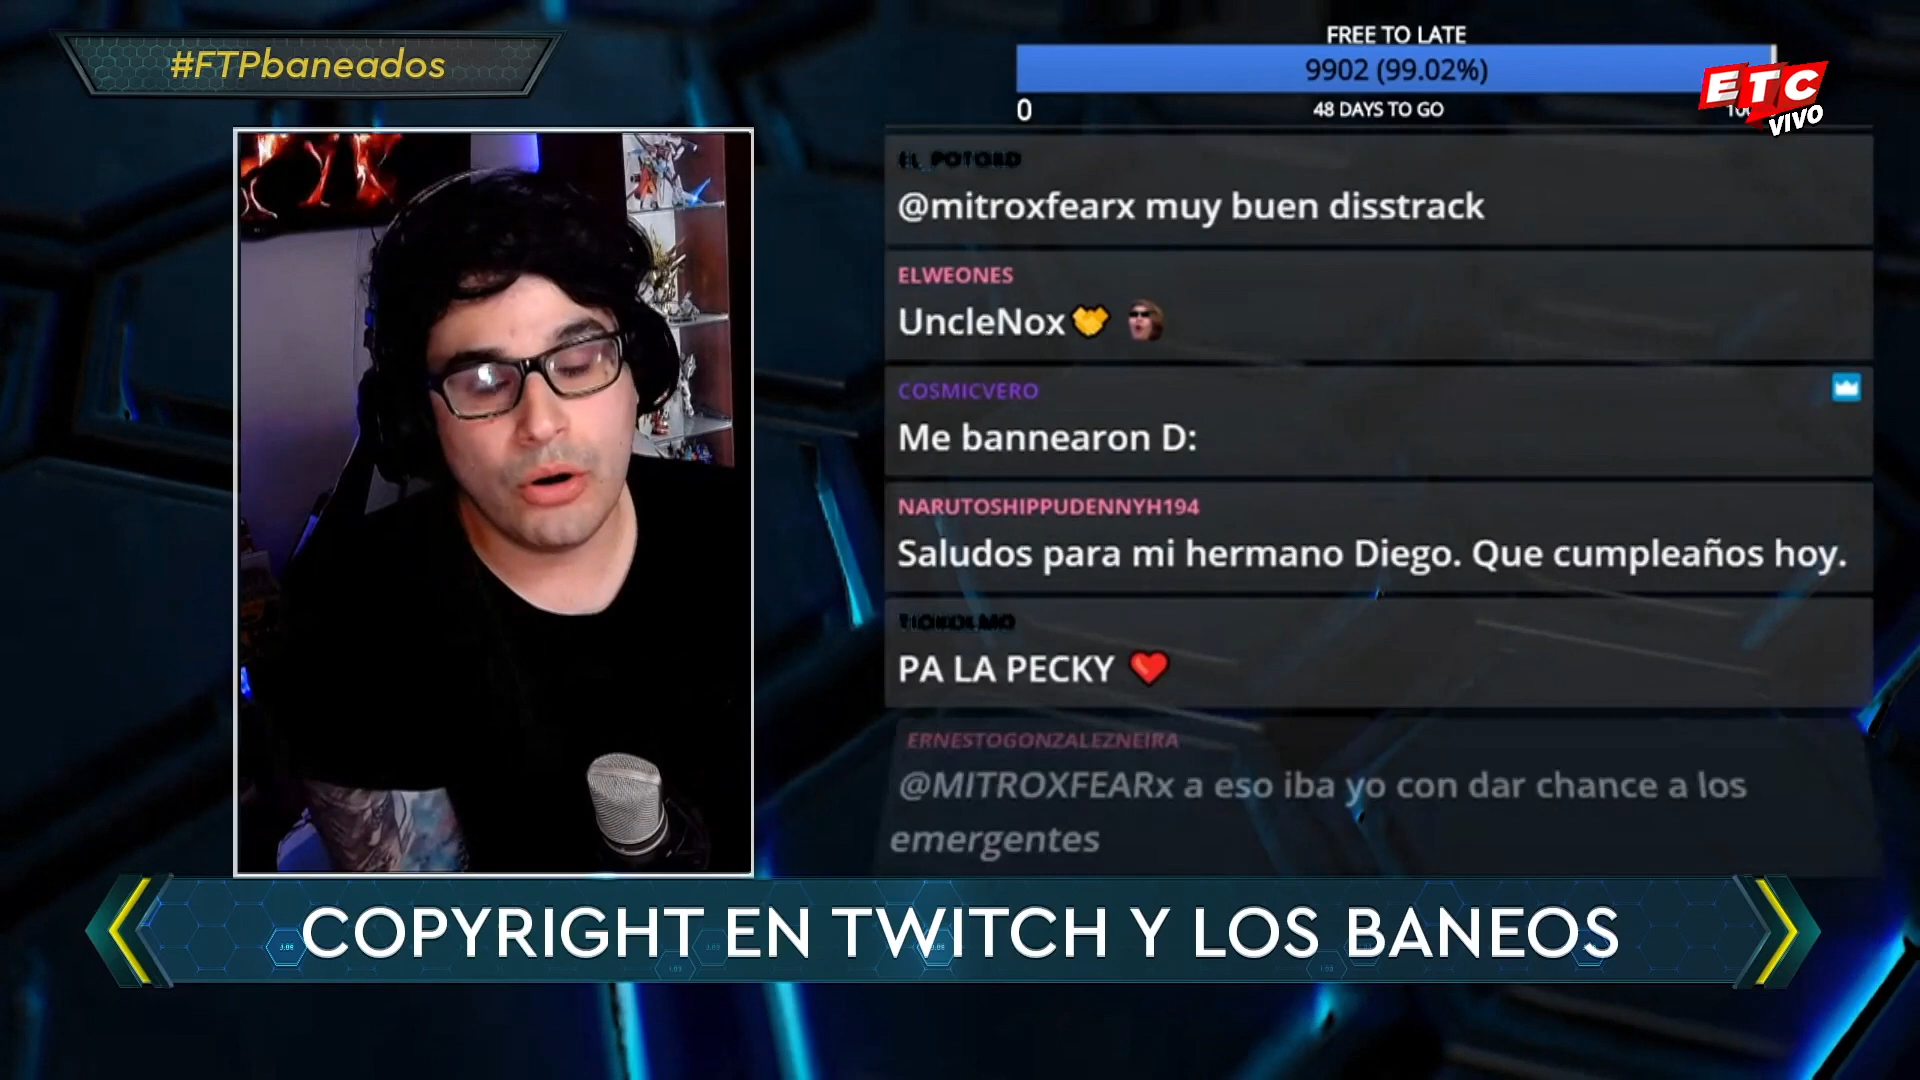 #FTPbaneados
FREE TO LATE
9902 (99.02%)
0
48 DAYS TO GO
ETC
VIVO
EL_POTORD
@mitroxfearx muy buen disstrack
ELWEONES
UncleNox
COSMICVERO
Me bannearon D:
NARUTOSHIPPUDENNYH194
Saludos para mi hermano Diego. Que cumpleaños hoy.
PA LA PECKY
ERNESTOGONZALEZNEIRA
@MITROXFEARx a eso iba yo con dar chance a los
emergentes
COPYRIGHT EN TWITCH Y LOS BANEOS